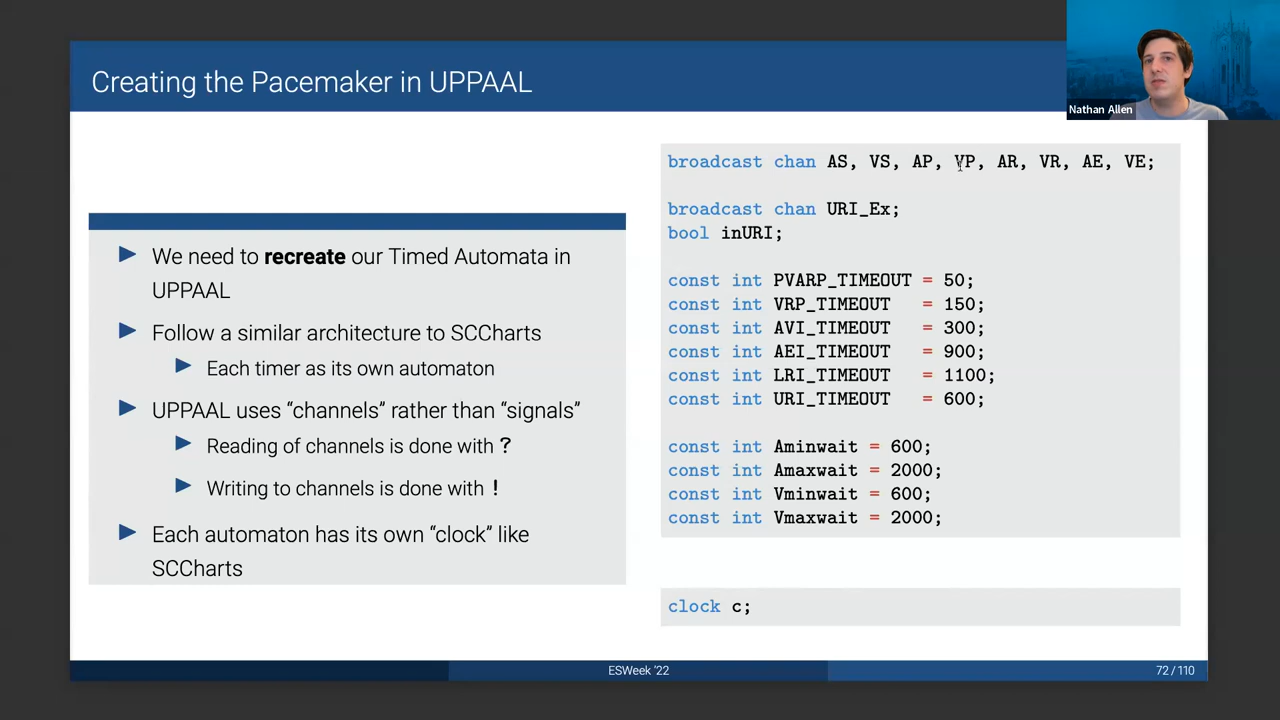 Creating the Pacemaker in UPPAAL
Nathan Allen
We need to recreate our Timed Automata in
UPPAAL
Follow a similar architecture to SCCharts
Each timer as its own automaton
UPPAAL uses “channels” rather than “signals”
Reading of channels is done with ?
Writing to channels is done with !
Each automaton has its own “clock” like
SCCharts
broadcast chan AS, VS, AP, VP, AR, VR, AE, VE;
broadcast chan URI_Ex;
bool inURI;
const int PVARP_TIMEOUT = 50;
const int VRP_TIMEOUT = 150;
const int AVI_TIMEOUT = 300;
const int AEI_TIMEOUT = 900;
const int LRI_TIMEOUT = 1100;
const int URI_TIMEOUT = 600;
const int Aminwait = 600;
const int Amaxwait = 2000;
const int Vminwait = 600;
const int Vmaxwait = 2000;
clock c;
ESWeek ’22
72 / 110